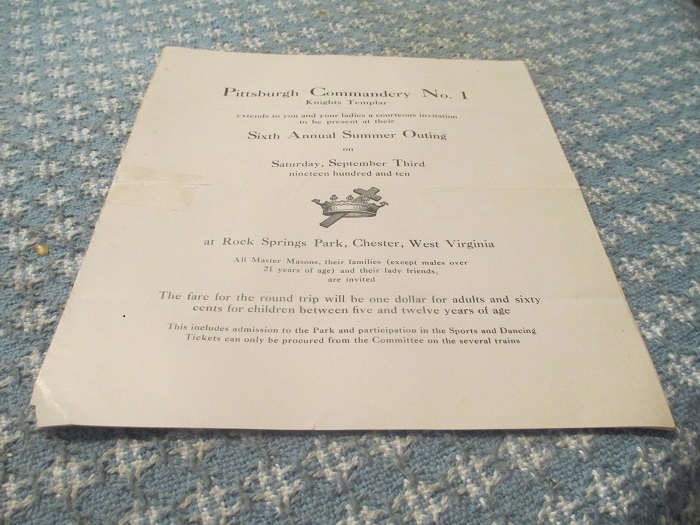 Pittsburgh Commandery No. 1
Knights Templar
extends to you and your ladies a courteous invitation
to be present at their
Sixth Annual Summer Outing
on
Saturday, September Third
nineteen hundred and ten
at Rock Springs Park, Chester, West Virginia
All Master Masons, their families (except males over
21 years of age) and their lady friends,
are invited
The fare for the round trip will be one dollar for adults and sixty
cents for children between five and twelve years of age
This includes admission to the Park and participation in the Sports and Dancing
Tickets can only be procured from the Committee on the several trains